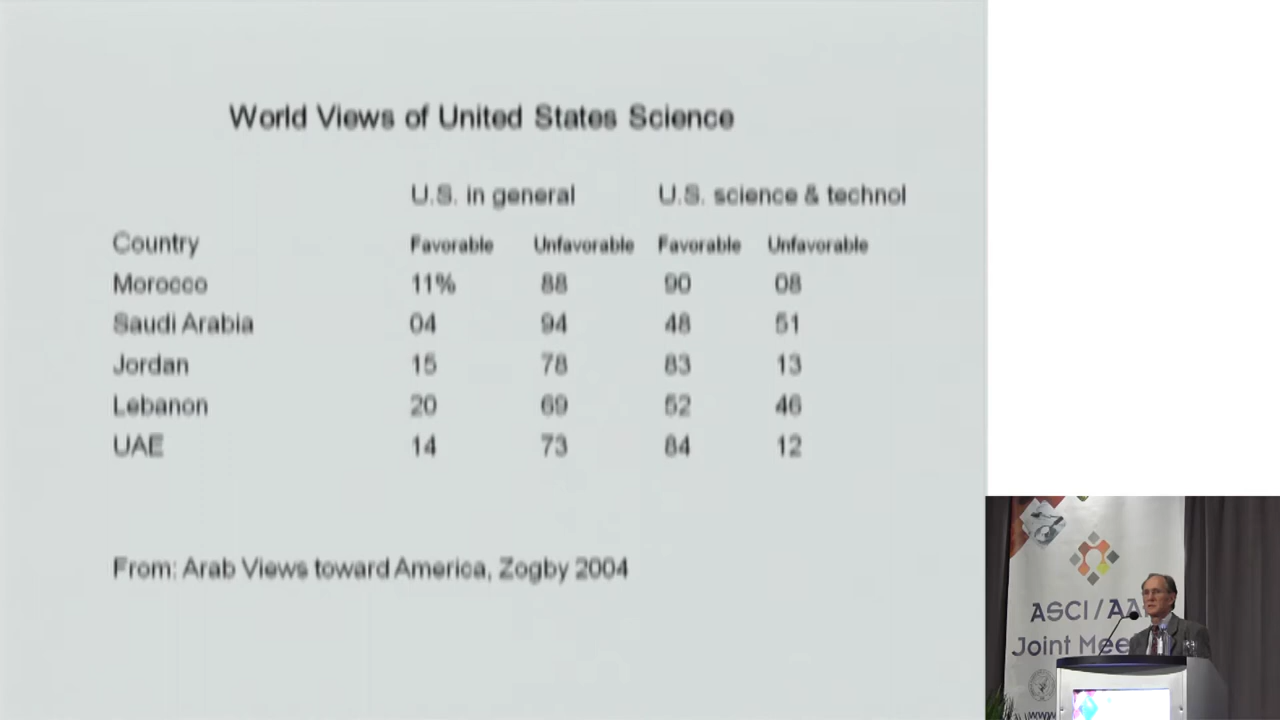 World Views of United States Science
U.S. in general U.S. science & technol
Country Favorable Unfavorable Favorable Unfavorable
Morocco 11% 88 90 08
Saudi Arabia 04 94 48 51
Jordan 15 78 83 13
Lebanon 20 69 52 46
UAE 14 73 84 12
From: Arab Views toward America, Zogby 2004
ASCI / AA
Joint Mee
www